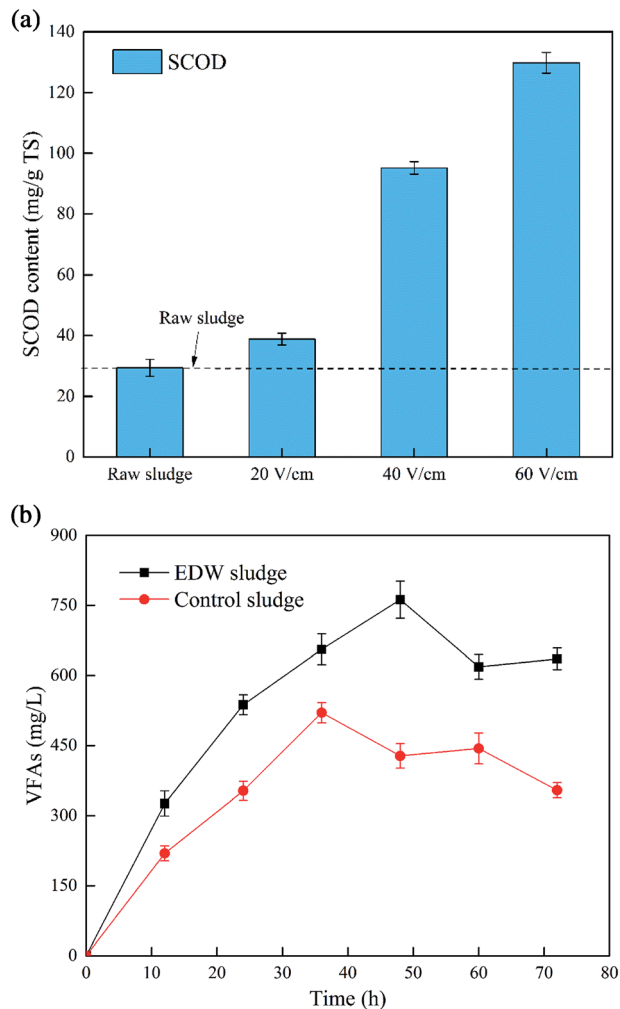 (a)
140
120
100
80
60
40
20
0
SCOD content (mg/g TS)
SCOD
Raw sludge
Raw sludge 20 V/cm 40 V/cm 60 V/cm
(b)
900
750
600
450
300
150
0
VFAs (mg/L)
EDW sludge
Control sludge
0 10 20 30 40 50 60 70 80
Time (h)